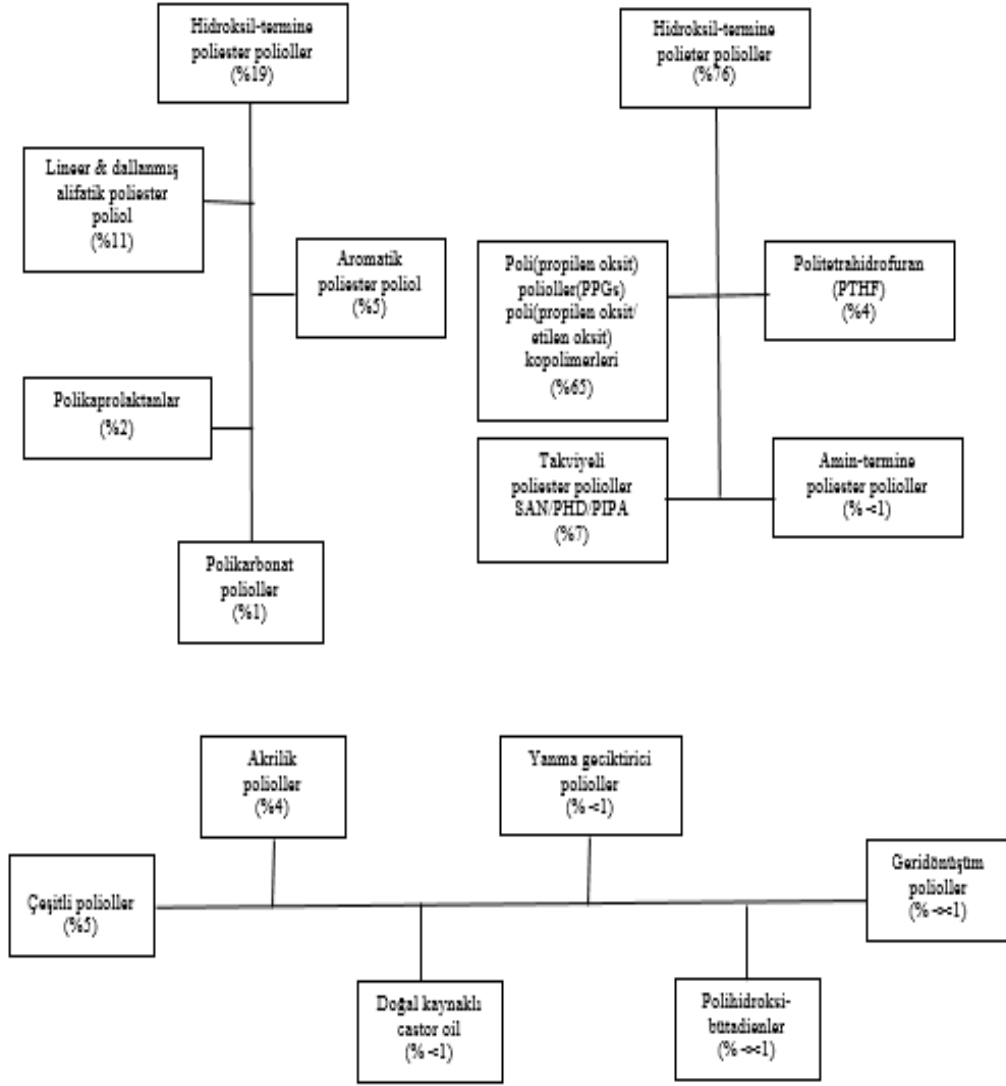 Hidroksil-termine
poliester polioller
(%19)
Lineer & dallanmış
alifatik poliester
poliol
(%11)
Aromatik
poliester poliol
(%5)
Polikaprolaktanlar
(%2)
Polikarbonat
polioller
(%1)
Hidroksil-termine
polieter polioller
(%76)
Poli(propilen oksit)
polioller(PPGs)
poli(propilen oksit/
etilen oksit)
kopolimerleri
(%65)
Politetrahidrofuran
(PTHF)
(%4)
Takviyeli
poliester polioller
SAN/PHD/PIPA
(%7)
Amin-termine
poliester polioller
(% <1)
Akrilik
polioller
(%4)
Yanma geciktirici
polioller
(% <1)
Çeşitli polioller
(%5)
Geridönüşüm
polioller
(% <<1)
Doğal kaynaklı
castor oil
(% <1)
Polihidroksi-
bütadienler
(% <<1)